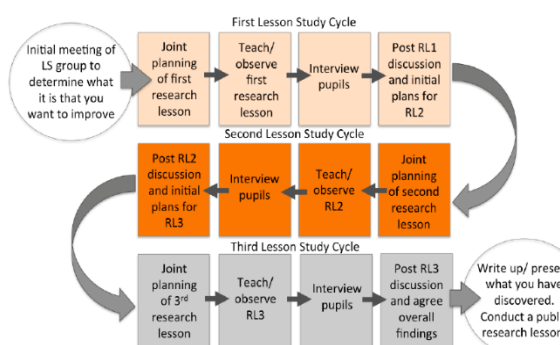 First Lesson Study Cycle
Initial meeting of
LS group to
determine what
it is that you
want to improve
Joint
planning
of first
research
lesson
Teach/
observe
first
research
lesson
Interview
pupils
Post RL1
discussion
and initial
plans for
RL2
Second Lesson Study Cycle
Post RL2
discussion
and initial
plans for
RL3
Interview
pupils
Teach/
observe
RL2
Joint
planning
of second
research
lesson
Third Lesson Study Cycle
Joint
planning
of 3rd
research
lesson
Teach/
observe
RL3
Interview
pupils
Post RL3
discussion
and agree
overall
findings
Write up/ prese
what you have
discovered.
Conduct a publ
research lesson